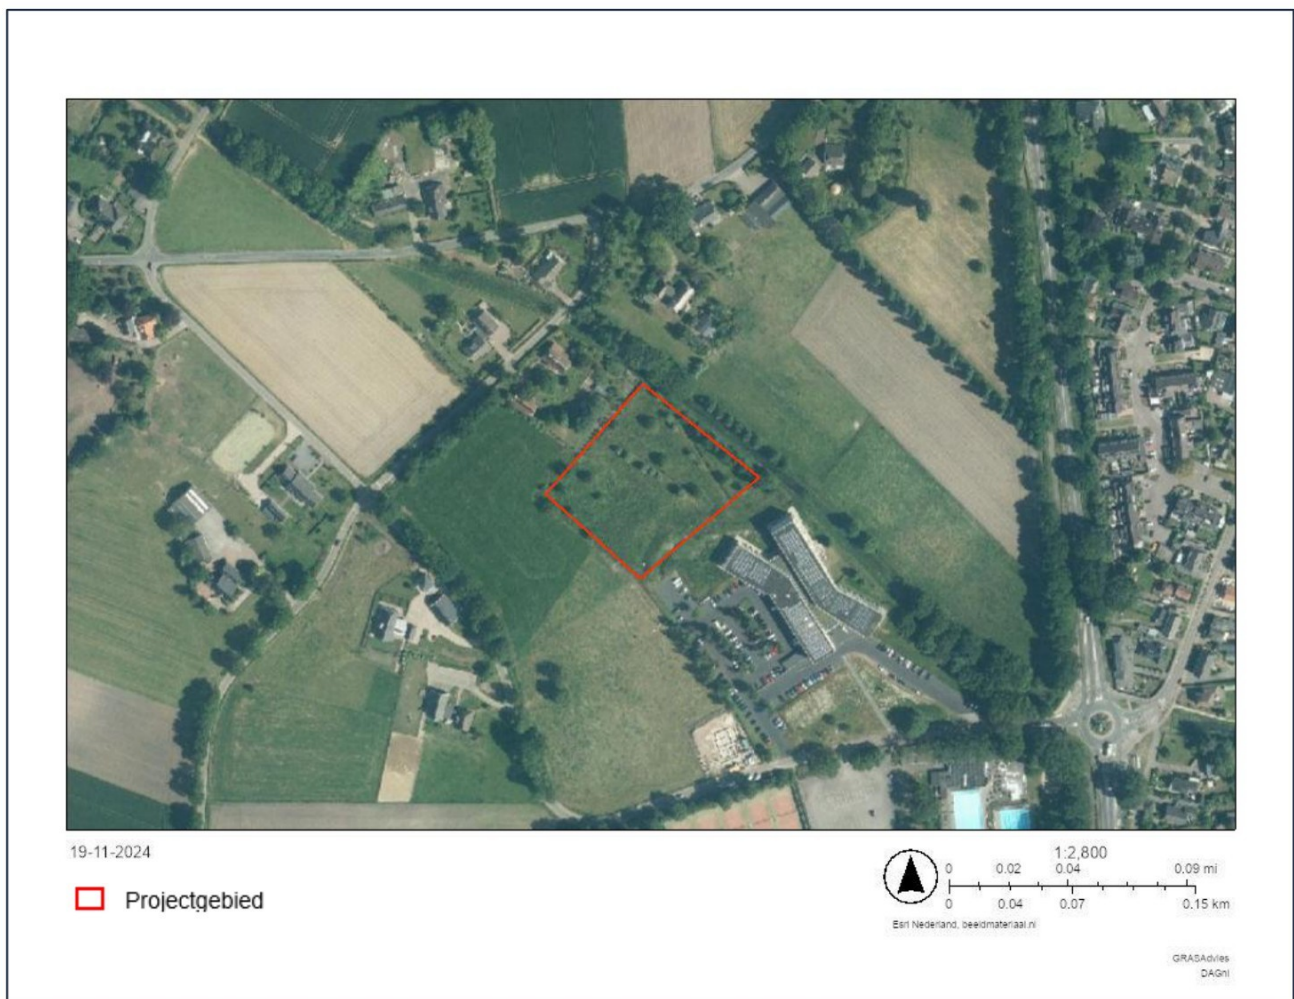 19-11-2024
Projectgebied
1:2,800
0 0.02 0.04 0.09 mi
0 0.04 0.07 0.15 km
Esri Nederland, beeldmateriaal.nl
GRASAdvies
DAGnl